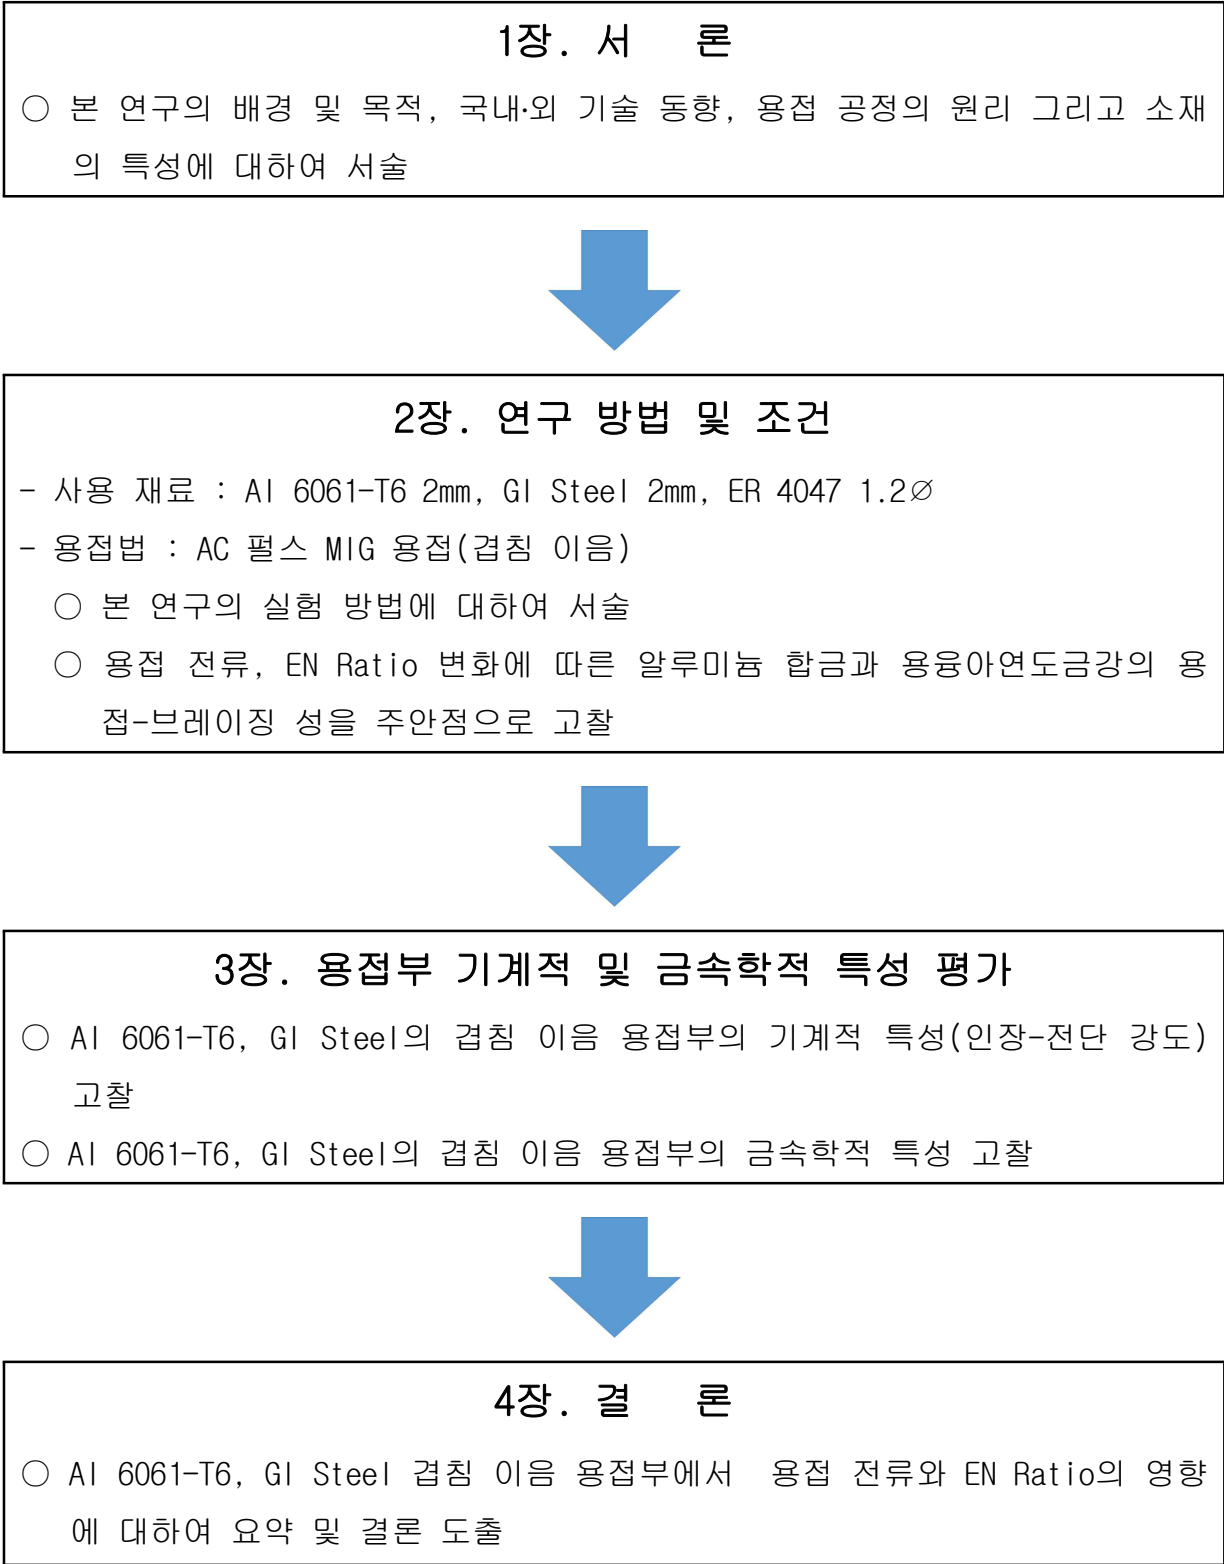 1장. 서 론
○ 본 연구의 배경 및 목적, 국내·외 기술 동향, 용접 공정의 원리 그리고 소재
의 특성에 대하여 서술
2장. 연구 방법 및 조건
- 사용 재료 : Al 6061-T6 2mm, GI Steel 2mm, ER 4047 1.2∅
- 용접법 : AC 펄스 MIG 용접(겹침 이음)
○ 본 연구의 실험 방법에 대하여 서술
○ 용접 전류, EN Ratio 변화에 따른 알루미늄 합금과 용융아연도금강의 용
접-브레이징 성을 주안점으로 고찰
3장. 용접부 기계적 및 금속학적 특성 평가
○ Al 6061-T6, GI Steel의 겹침 이음 용접부의 기계적 특성(인장-전단 강도)
고찰
○ Al 6061-T6, GI Steel의 겹침 이음 용접부의 금속학적 특성 고찰
4장. 결 론
○ Al 6061-T6, GI Steel 겹침 이음 용접부에서 용접 전류와 EN Ratio의 영향
에 대하여 요약 및 결론 도출